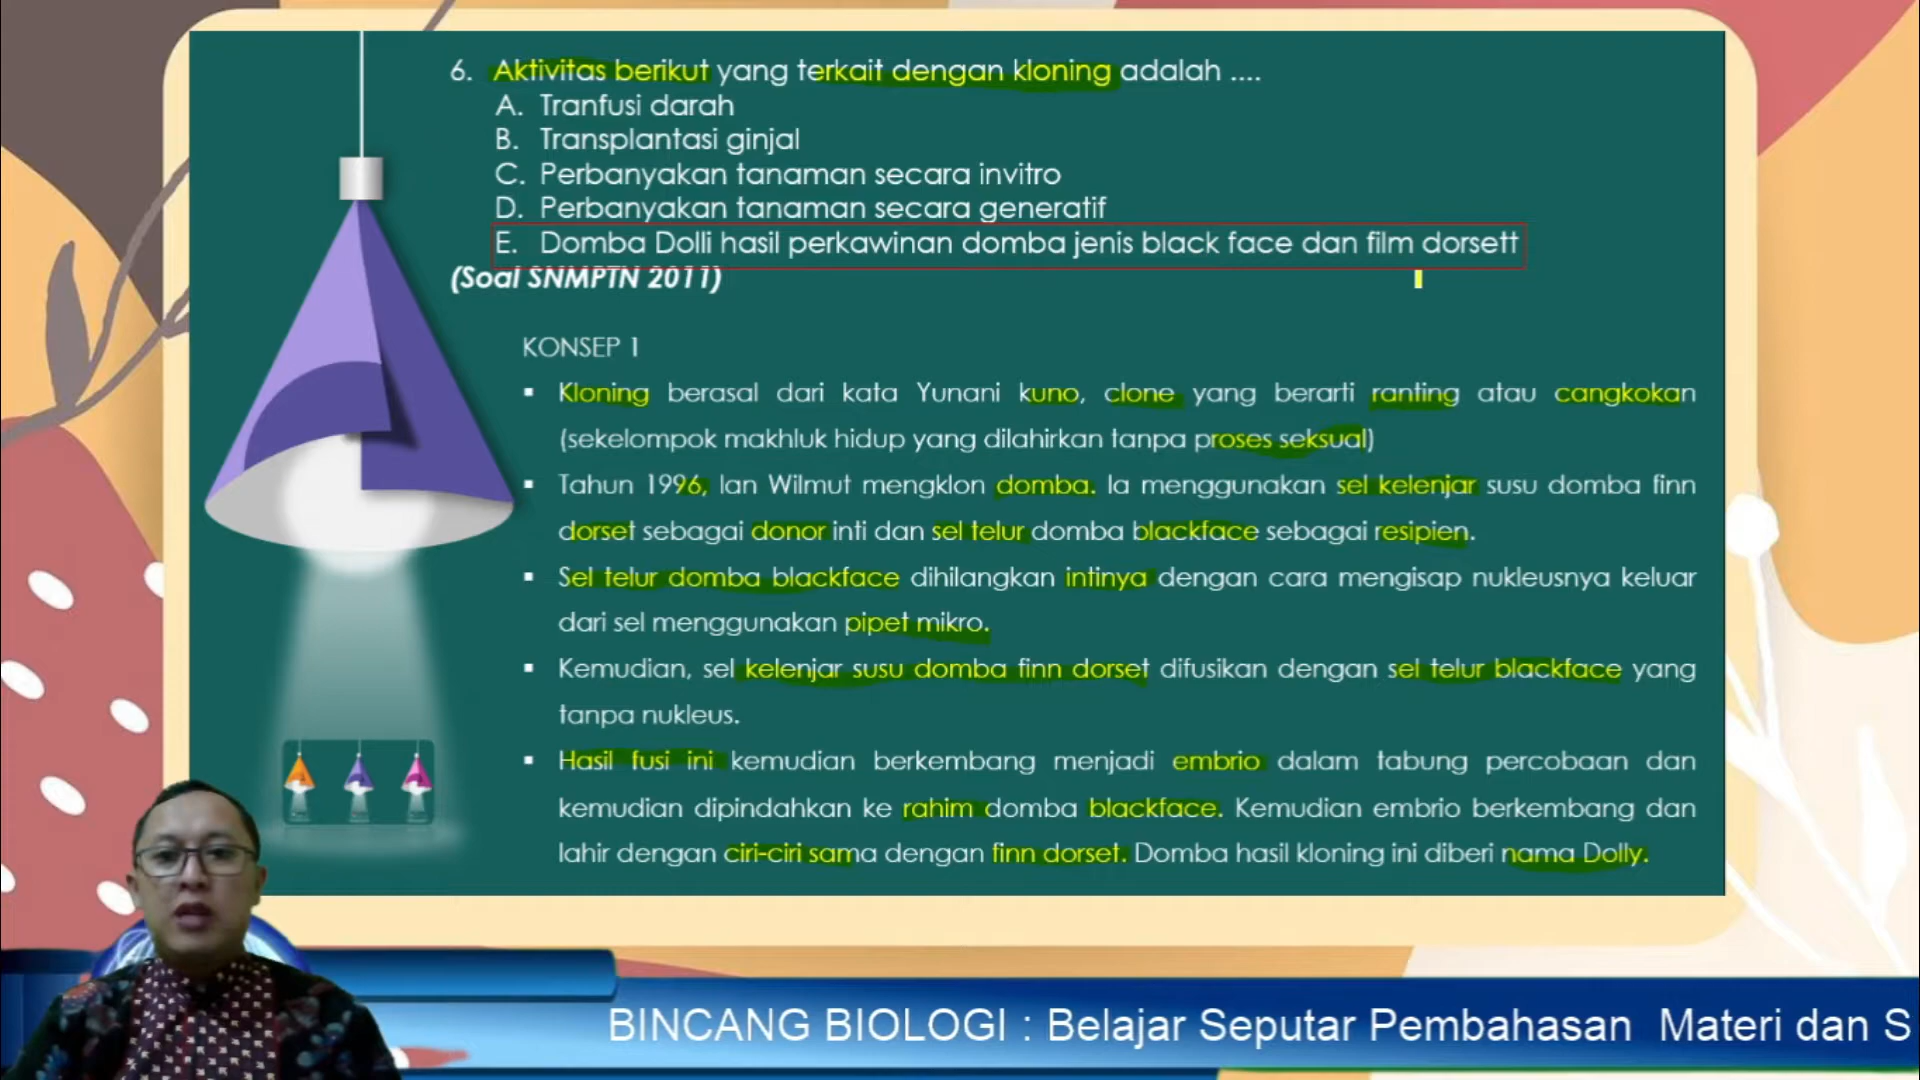 6. Aktivitas berikut yang terkait dengan kloning adalah ....
A. Tranfusi darah
B. Transplantasi ginjal
C. Perbanyakan tanaman secara invitro
D. Perbanyakan tanaman secara generatif
E. Domba Dolli hasil perkawinan domba jenis black face dan film dorsett
(Soal SNMPTN 2011)
KONSEP 1
▪ Kloning berasal dari kata Yunani kuno, clone yang berarti ranting atau cangkokan
(sekelompok makhluk hidup yang dilahirkan tanpa proses seksual)
▪ Tahun 1996, Ian Wilmut mengklon domba. Ia menggunakan sel kelenjar susu domba finn
dorset sebagai donor inti dan sel telur domba blackface sebagai resipien.
▪ Sel telur domba blackface dihilangkan intinya dengan cara mengisap nukleusnya keluar
dari sel menggunakan pipet mikro.
▪ Kemudian, sel kelenjar susu domba finn dorset difusikan dengan sel telur blackface yang
tanpa nukleus.
▪ Hasil fusi ini kemudian berkembang menjadi embrio dalam tabung percobaan dan
kemudian dipindahkan ke rahim domba blackface. Kemudian embrio berkembang dan
lahir dengan ciri-ciri sama dengan finn dorset. Domba hasil kloning ini diberi nama Dolly.
BINCANG BIOLOGI : Belajar Seputar Pembahasan Materi dan S